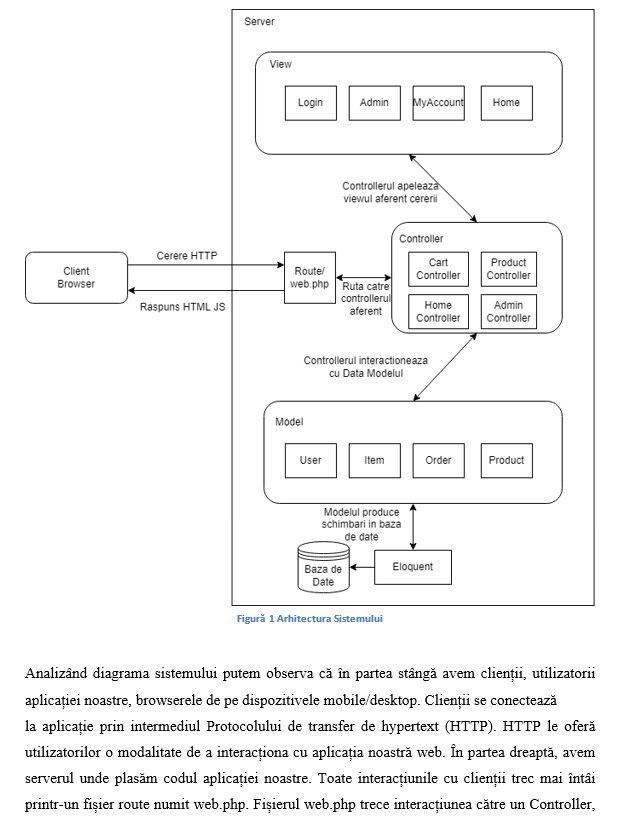 Server
View
Login
Admin
MyAccount
Home
Controllerul apeleaza
viewul aferent cererii
Controller
Cart
Controller
Product
Controller
Home
Controller
Admin
Controller
Client
Browser
Cerere HTTP
Raspuns HTML JS
Route/
web.php
Ruta catre
controllerul
aferent
Controllerul interactioneaza
cu Data Modelul
Model
User
Item
Order
Product
Modelul produce
schimbari in baza
de date
Baza de
Date
Eloquent
Figură 1 Arhitectura Sistemului
Analizând diagrama sistemului putem observa că în partea stângă avem clienții, utilizatorii
aplicației noastre, browserele de pe dispozitivele mobile/desktop. Clienții se conectează
la aplicație prin intermediul Protocolului de transfer de hypertext (HTTP). HTTP le oferă
utilizatorilor o modalitate de a interacționa cu aplicația noastră web. În partea dreaptă, avem
serverul unde plasăm codul aplicației noastre. Toate interacțiunile cu clienții trec mai întâi
printr-un fișier route numit web.php. Fișierul web.php trece interacțiunea către un Controller,